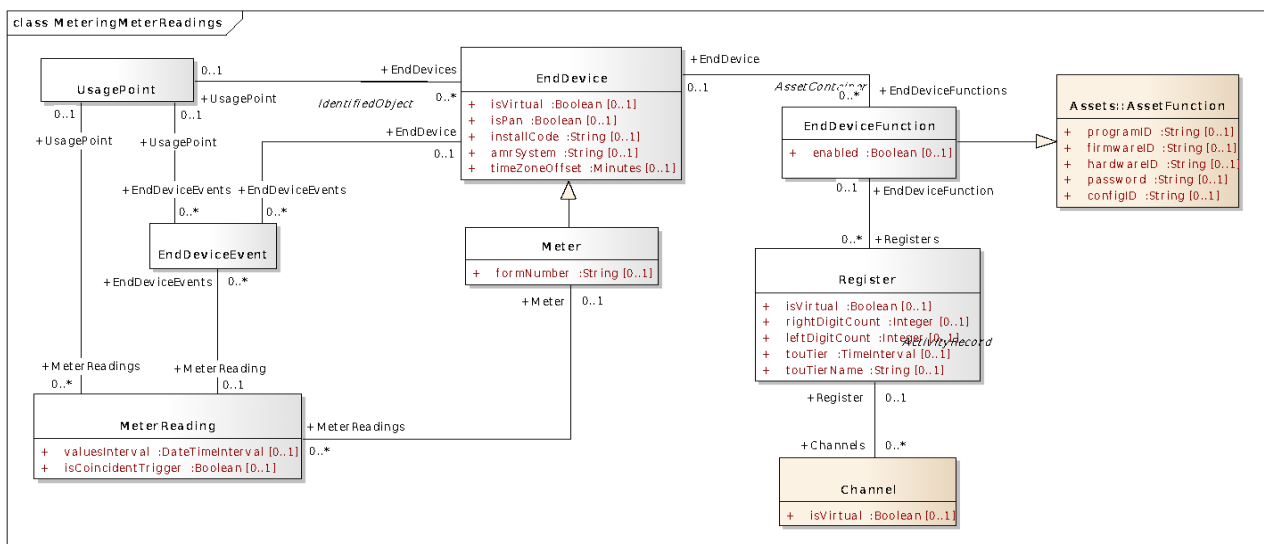 class MeteringMeterReadings
UsagePoint
0..1
+UsagePoint
+EndDevices
0..*
IdentifiedObject
EndDevice
+ isVirtual :Boolean [0..1]
+ isPan :Boolean [0..1]
+ installCode :String [0..1]
+ amrSystem :String [0..1]
+ timeZoneOffset :Minutes [0..1]
+EndDevice
0..1
AssetContainer
0..*
+EndDeviceFunctions
EndDeviceFunction
+ enabled :Boolean [0..1]
Assets::AssetFunction
+ programID :String [0..1]
+ firmwareID :String [0..1]
+ hardwareID :String [0..1]
+ password :String [0..1]
+ configID :String [0..1]
0..1
+UsagePoint
0..1
+UsagePoint
+EndDevice
0..1
+EndDeviceEvents
0..*
+EndDeviceEvents
0..*
EndDeviceEvent
+EndDeviceEvents
0..*
Meter
+ formNumber :String [0..1]
+Meter
0..1
0..1
+EndDeviceFunction
0..*
+Registers
Register
+ isVirtual :Boolean [0..1]
+ rightDigitCount :Integer [0..1]
+ leftDigitCount :Integer [0..1]
ActivityRecord
+ touTier :TimeInterval [0..1]
+ touTierName :String [0..1]
+MeterReadings
0..*
+MeterReading
0..1
MeterReading
+ valuesInterval :DateTimeInterval [0..1]
+ isCoincidentTrigger :Boolean [0..1]
+MeterReadings
0..*
+Register
0..1
+Channels
0..*
Channel
+ isVirtual :Boolean [0..1]